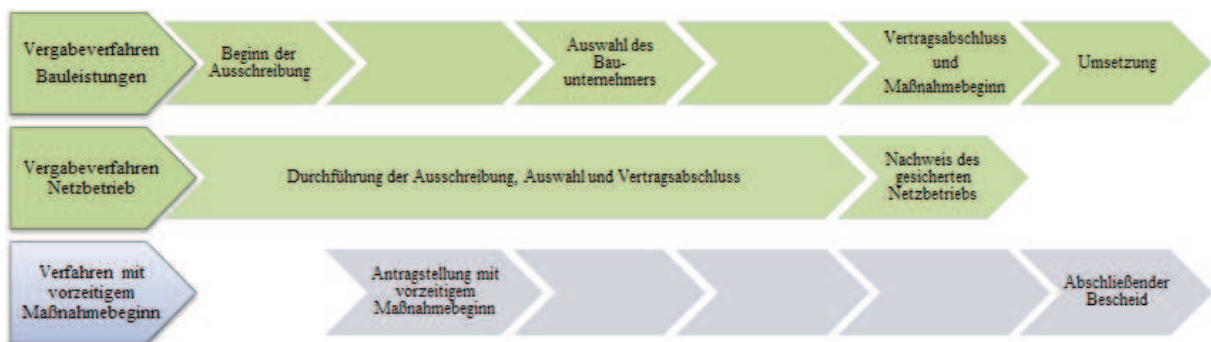 Vergabeverfahren
Bauleistungen
Beginn der
Ausschreibung
Auswahl des
Bau-
unternehmers
Vertragsabschluss
und
Maßnahmebeginn
Umsetzung
Vergabeverfahren
Netzbetrieb
Durchführung der Ausschreibung, Auswahl und Vertragsabschluss
Nachweis des
gesicherten
Netzbetriebs
Verfahren mit
vorzeitigem
Maßnahmebeginn
Antragstellung mit
vorzeitigem
Maßnahmebeginn
Abschließender
Bescheid